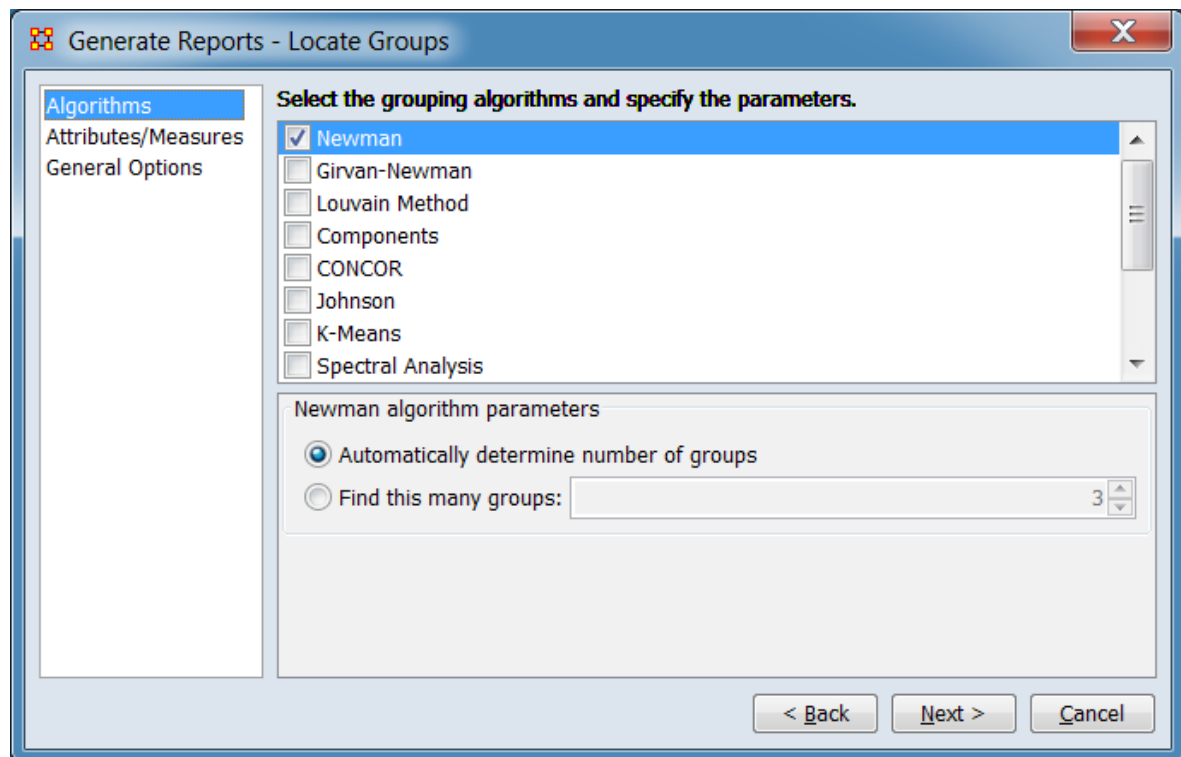 Generate Reports - Locate Groups
X
Algorithms
Attributes/Measures
General Options
Select the grouping algorithms and specify the parameters.
Newman
Girvan-Newman
Louvain Method
Components
CONCOR
Johnson
K-Means
Spectral Analysis
Newman algorithm parameters
Automatically determine number of groups
Find this many groups: 3
< Back Next > Cancel